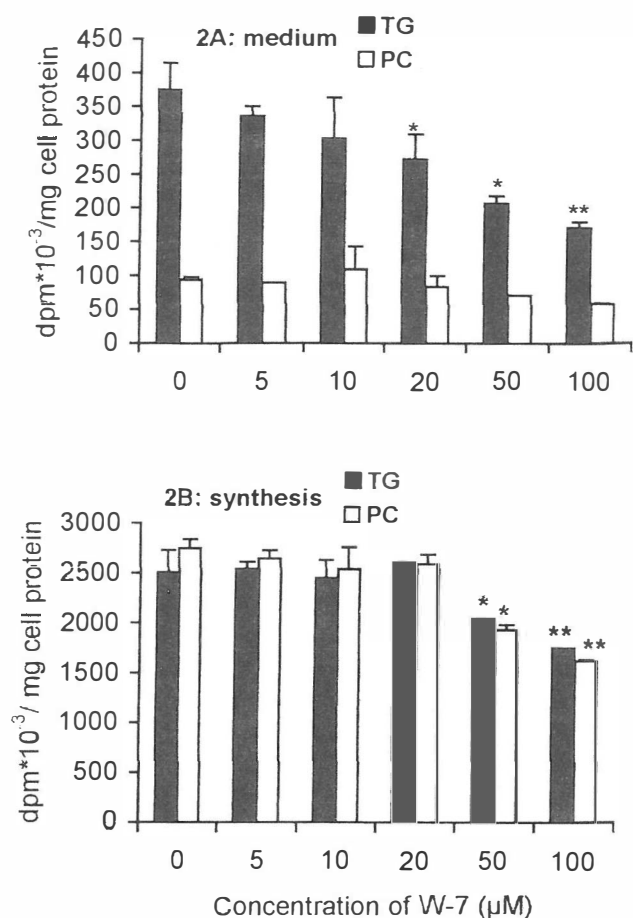 2A: medium
TG
PC
dpm*10⁻³/mg cell protein
450
400
350
300
250
200
150
100
50
0
*
*
**
0 5 10 20 50 100
2B: synthesis
TG
PC
dpm*10⁻³/ mg cell protein
3000
2500
2000
1500
1000
500
0
* *
** **
0 5 10 20 50 100
Concentration of W-7 (µM)